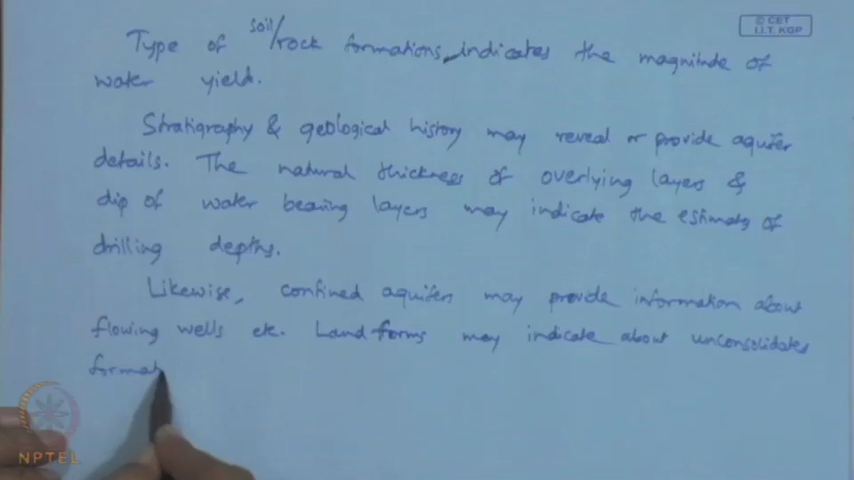 © CET
I.I.T. KGP
Type of soil/rock formations indicates the magnitude of
water yield.
Stratigraphy & geological history may reveal or provide aquifer
details. The natural thickness of overlying layers &
dip of water bearing layers may indicate the estimate of
drilling depths.
Likewise, confined aquifers may provide information about
flowing wells etc. Land forms may indicate about unconsolidates
format
NPTEL